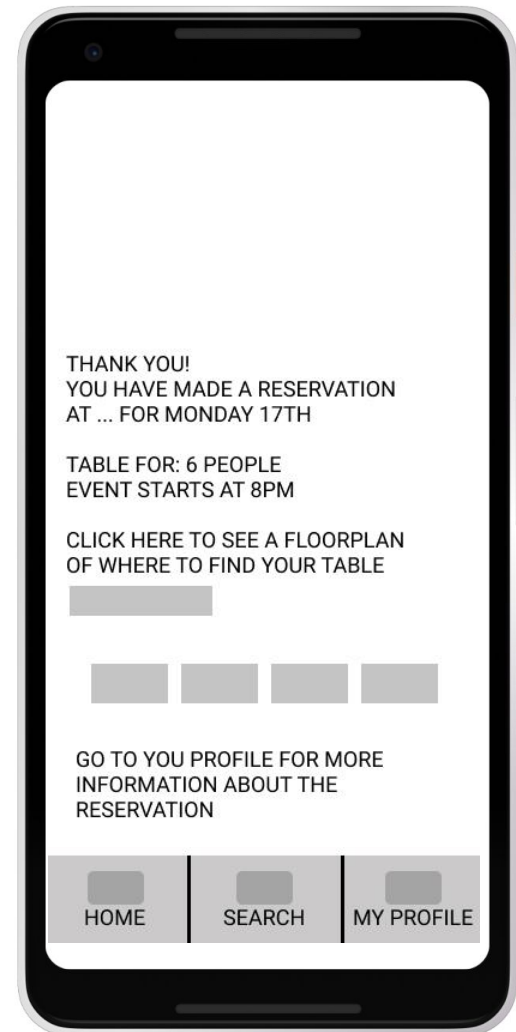 THANK YOU!
YOU HAVE MADE A RESERVATION
AT ... FOR MONDAY 17TH
TABLE FOR: 6 PEOPLE
EVENT STARTS AT 8PM
CLICK HERE TO SEE A FLOORPLAN
OF WHERE TO FIND YOUR TABLE
GO TO YOU PROFILE FOR MORE
INFORMATION ABOUT THE
RESERVATION
HOME
SEARCH
MY PROFILE